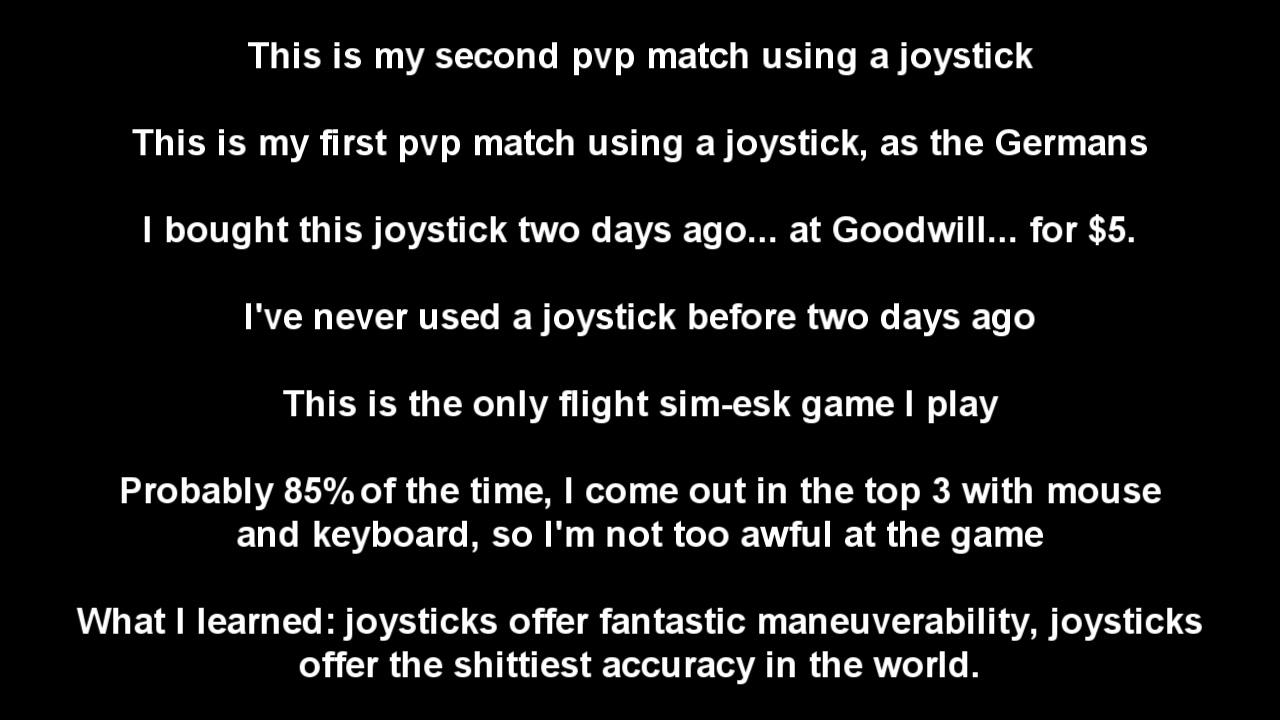 This is my second pvp match using a joystick
This is my first pvp match using a joystick, as the Germans
I bought this joystick two days ago... at Goodwill... for $5.
I've never used a joystick before two days ago
This is the only flight sim-esk game I play
Probably 85% of the time, I come out in the top 3 with mouse
and keyboard, so I'm not too awful at the game
What I learned: joysticks offer fantastic maneuverability, joysticks
offer the shittiest accuracy in the world.